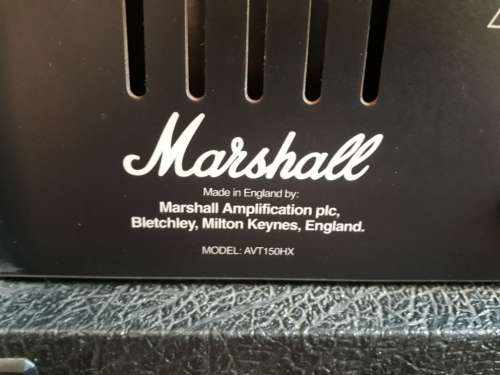 Marshall
Made in England by:
Marshall Amplification plc,
Bletchley, Milton Keynes, England.
MODEL: AVT150HX